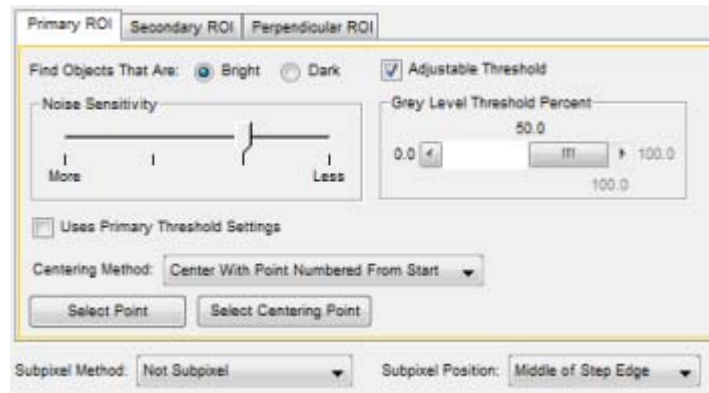 Primary ROI Secondary ROI Perpendicular ROI
Find Objects That Are: Bright Dark Adjustable Threshold
Noise Sensitivity Grey Level Threshold Percent
50.0
0.0 100.0
More Less
100.0
Uses Primary Threshold Settings
Centering Method: Center With Point Numbered From Start
Select Point Select Centering Point
Subpixel Method: Not Subpixel Subpixel Position: Middle of Step Edge